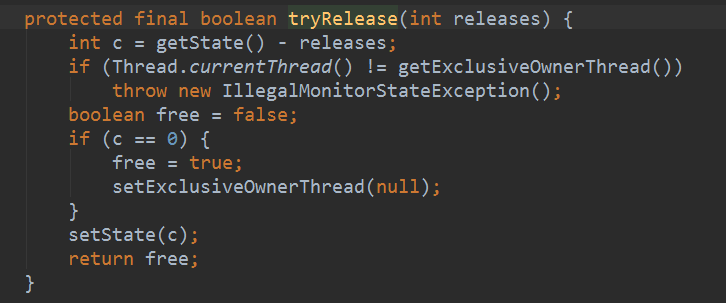 protected final boolean tryRelease(int releases) {
    int c = getState() - releases;
    if (Thread.currentThread() != getExclusiveOwnerThread())
        throw new IllegalMonitorStateException();
    boolean free = false;
    if (c == 0) {
        free = true;
        setExclusiveOwnerThread(null);
    }
    setState(c);
    return free;
}